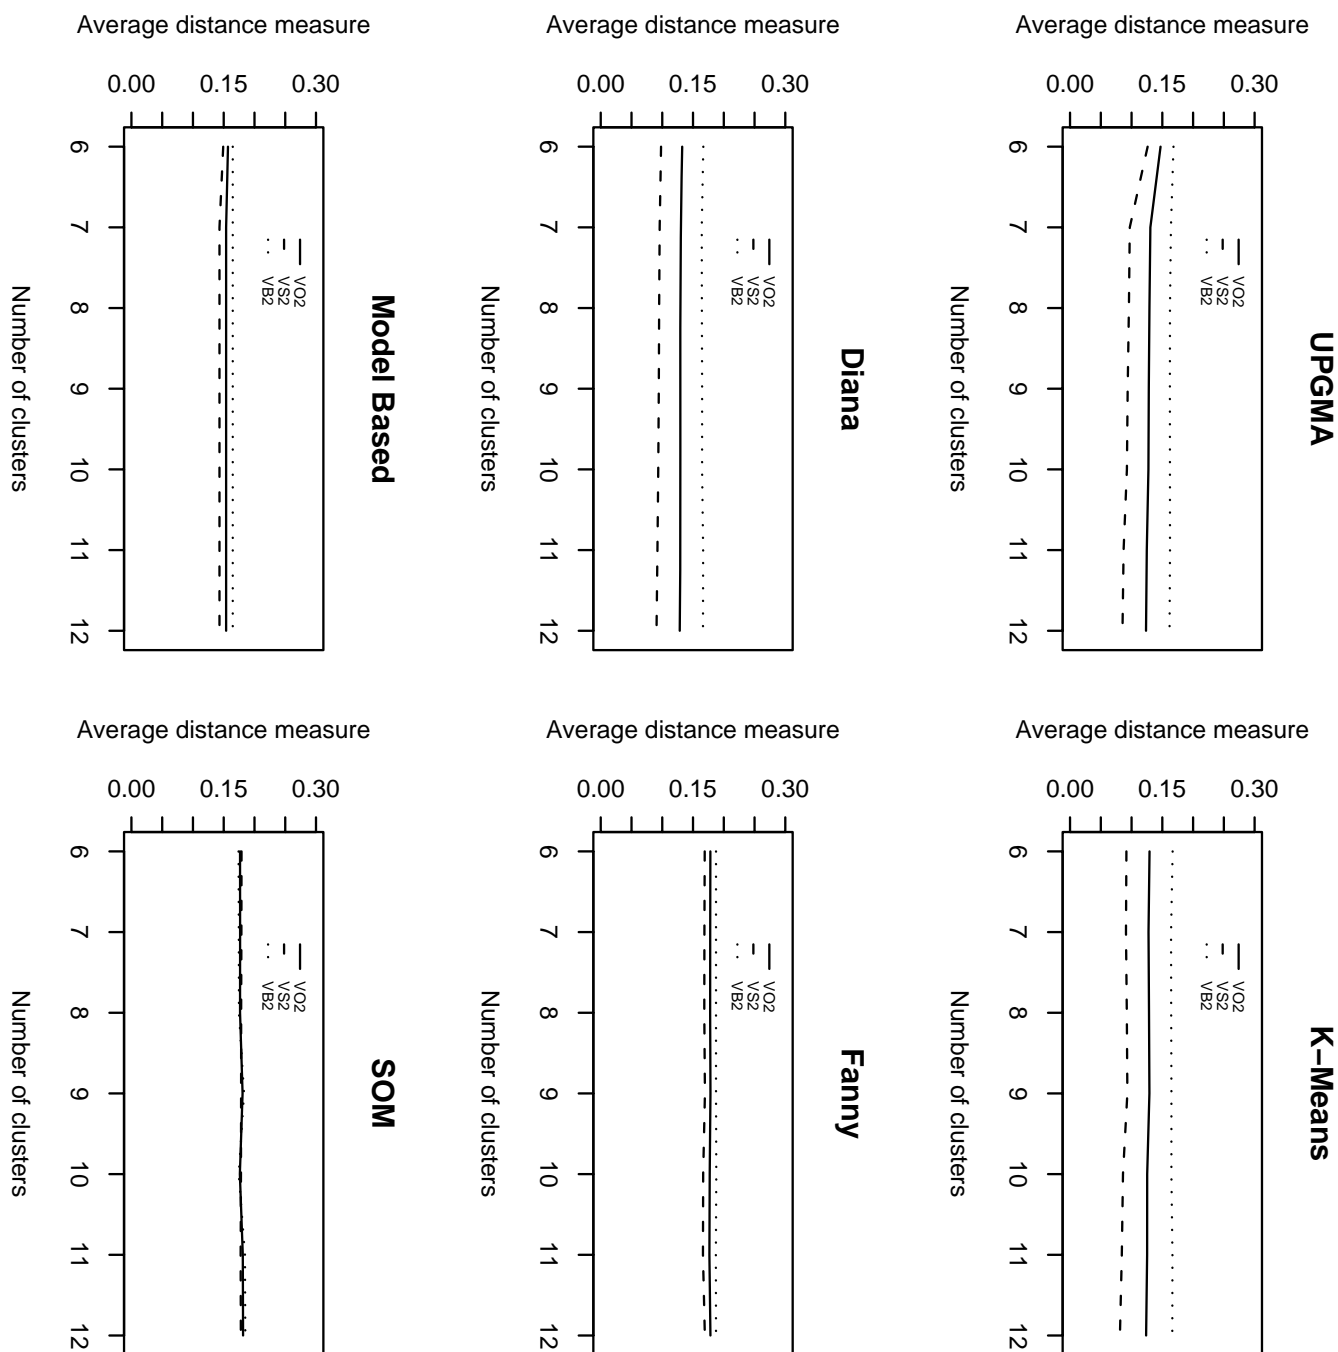 UPGMA
Average distance measure
0.00 0.15 0.30
VO2
VS2
VB2
6 7 8 9 10 11 12
Number of clusters
K−Means
Average distance measure
0.00 0.15 0.30
VO2
VS2
VB2
6 7 8 9 10 11 12
Number of clusters
Diana
Average distance measure
0.00 0.15 0.30
VO2
VS2
VB2
6 7 8 9 10 11 12
Number of clusters
Fanny
Average distance measure
0.00 0.15 0.30
VO2
VS2
VB2
6 7 8 9 10 11 12
Number of clusters
Model Based
Average distance measure
0.00 0.15 0.30
VO2
VS2
VB2
6 7 8 9 10 11 12
Number of clusters
SOM
Average distance measure
0.00 0.15 0.30
VO2
VS2
VB2
6 7 8 9 10 11 12
Number of clusters